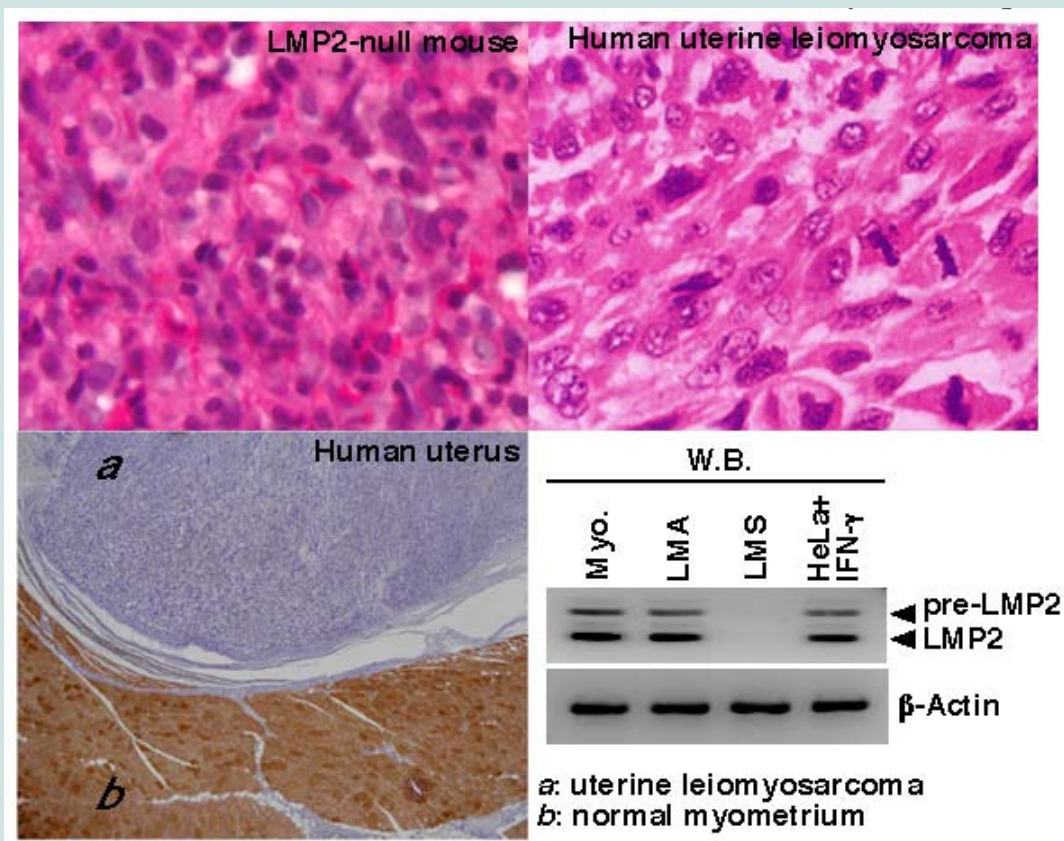 LMP2-null mouse
Human uterine leiomyosarcoma
a
Human uterus
b
W.B.
Myo.
LMA
LMS
HeLa+
IFN-γ
pre-LMP2
LMP2
β-Actin
a: uterine leiomyosarcoma
b: normal myometrium